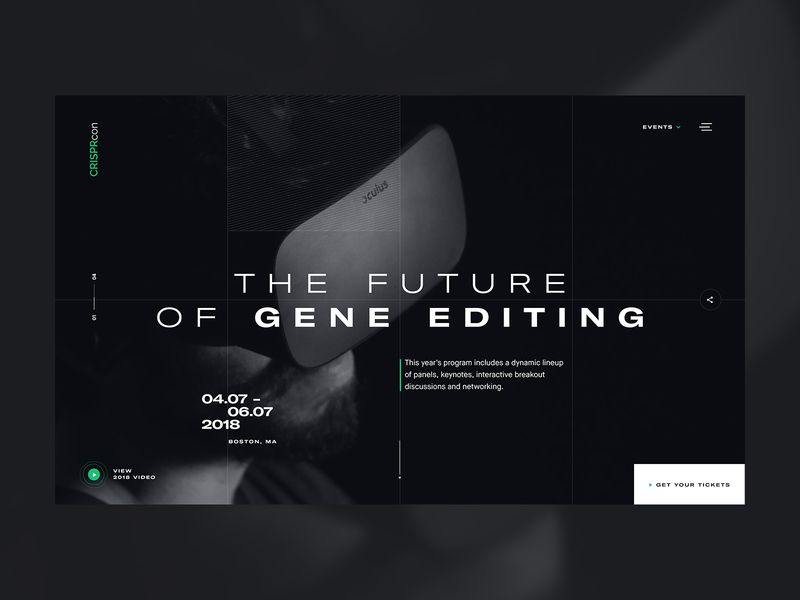 CRISPRcon
EVENTS
oculus
04
01
THE FUTURE
OF GENE EDITING
This year's program includes a dynamic lineup
of panels, keynotes, interactive breakout
discussions and networking.
04.07 –
06.07
2018
BOSTON, MA
VIEW
2018 VIDEO
GET YOUR TICKETS